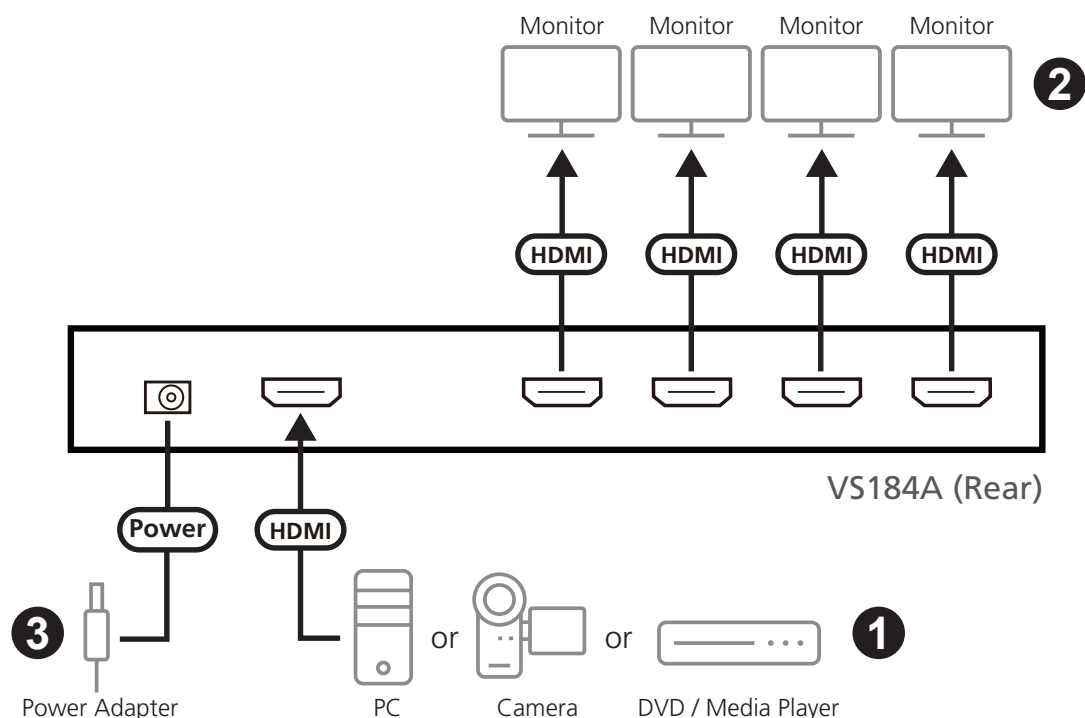 Monitor Monitor Monitor Monitor
2
HDMI HDMI HDMI HDMI
VS184A (Rear)
Power HDMI
3 or or 1
Power Adapter PC Camera DVD / Media Player